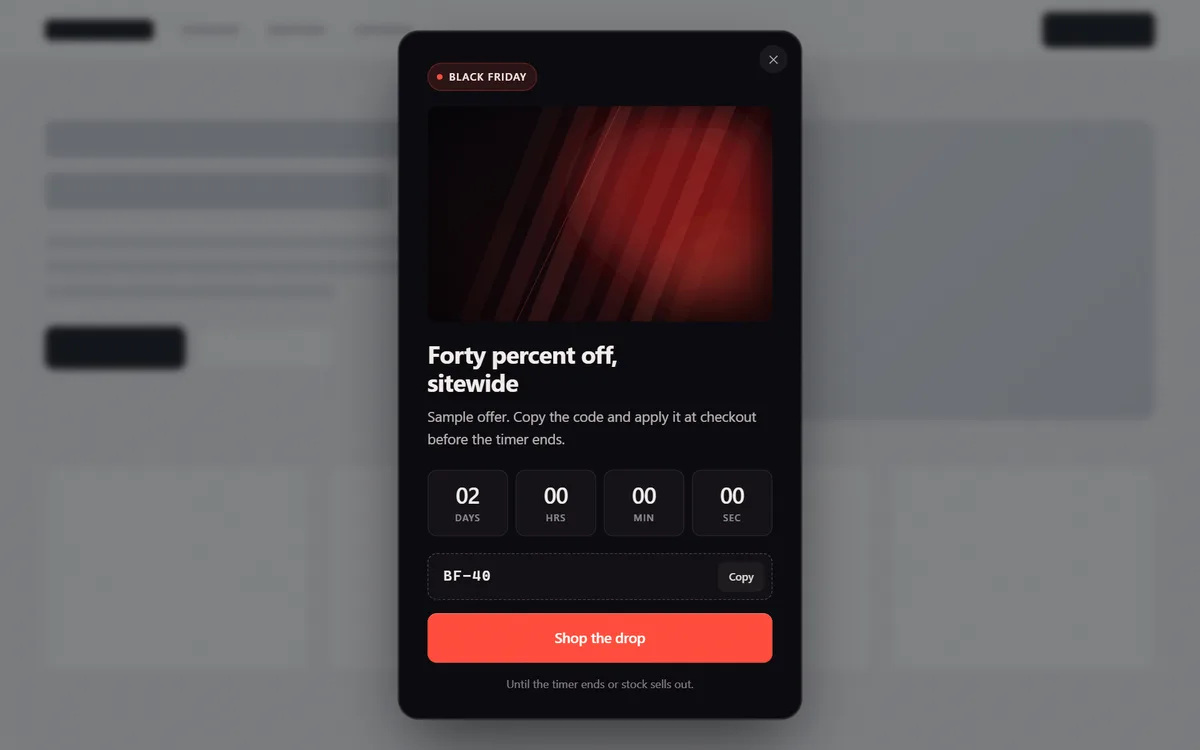 BLACK FRIDAY
Forty percent off,
sitewide
Sample offer. Copy the code and apply it at checkout
before the timer ends.
02 00 00 00
DAYS HRS MIN SEC
BF-40 Copy
Shop the drop
Until the timer ends or stock sells out.